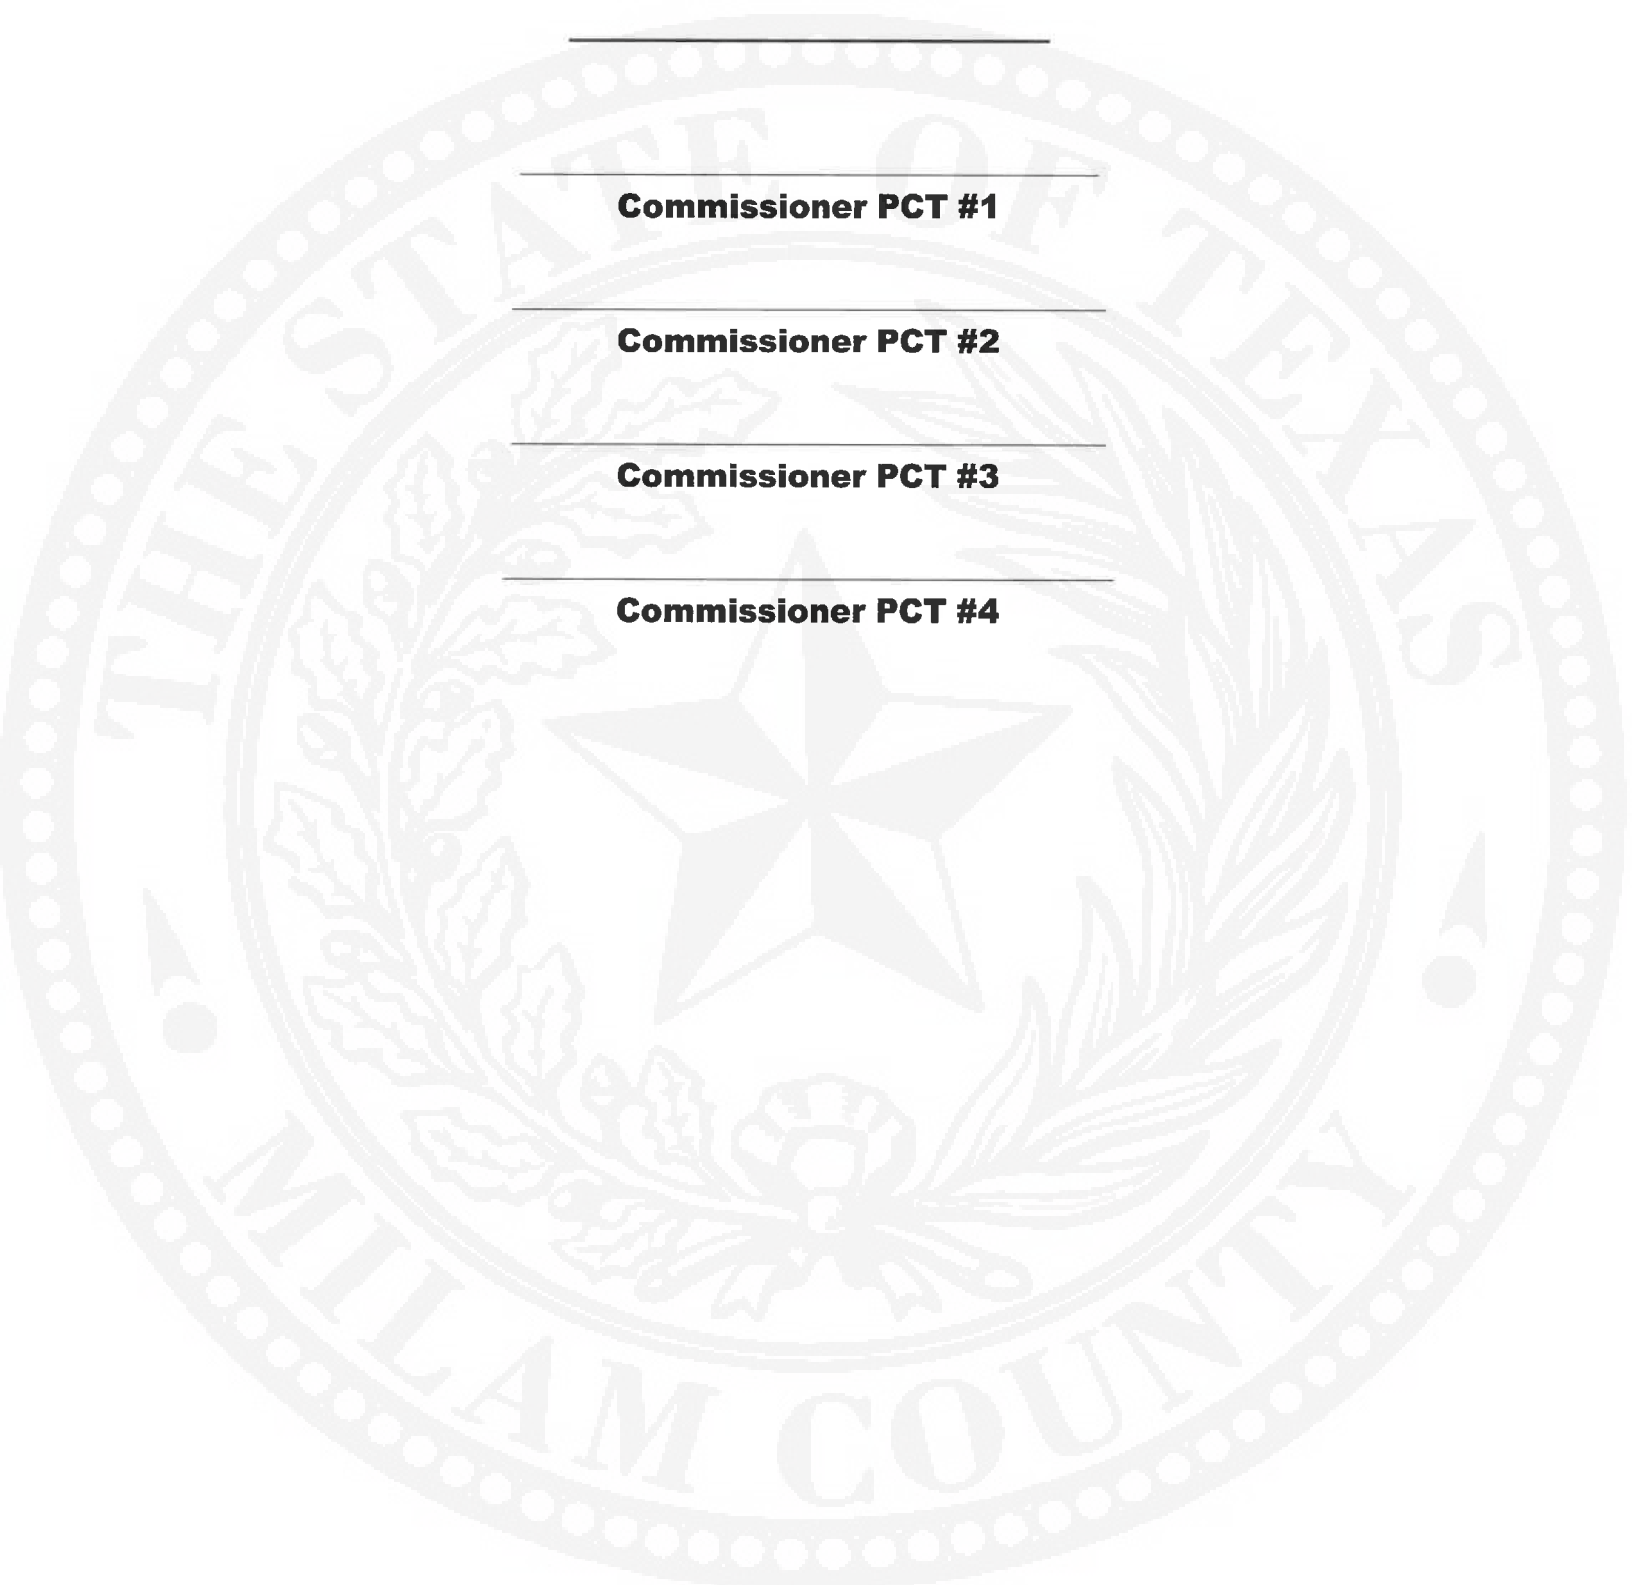 Commissioner PCT #1
Commissioner PCT #2
Commissioner PCT #3
Commissioner PCT #4
THE STATE OF TEXAS
MILAM COUNTY